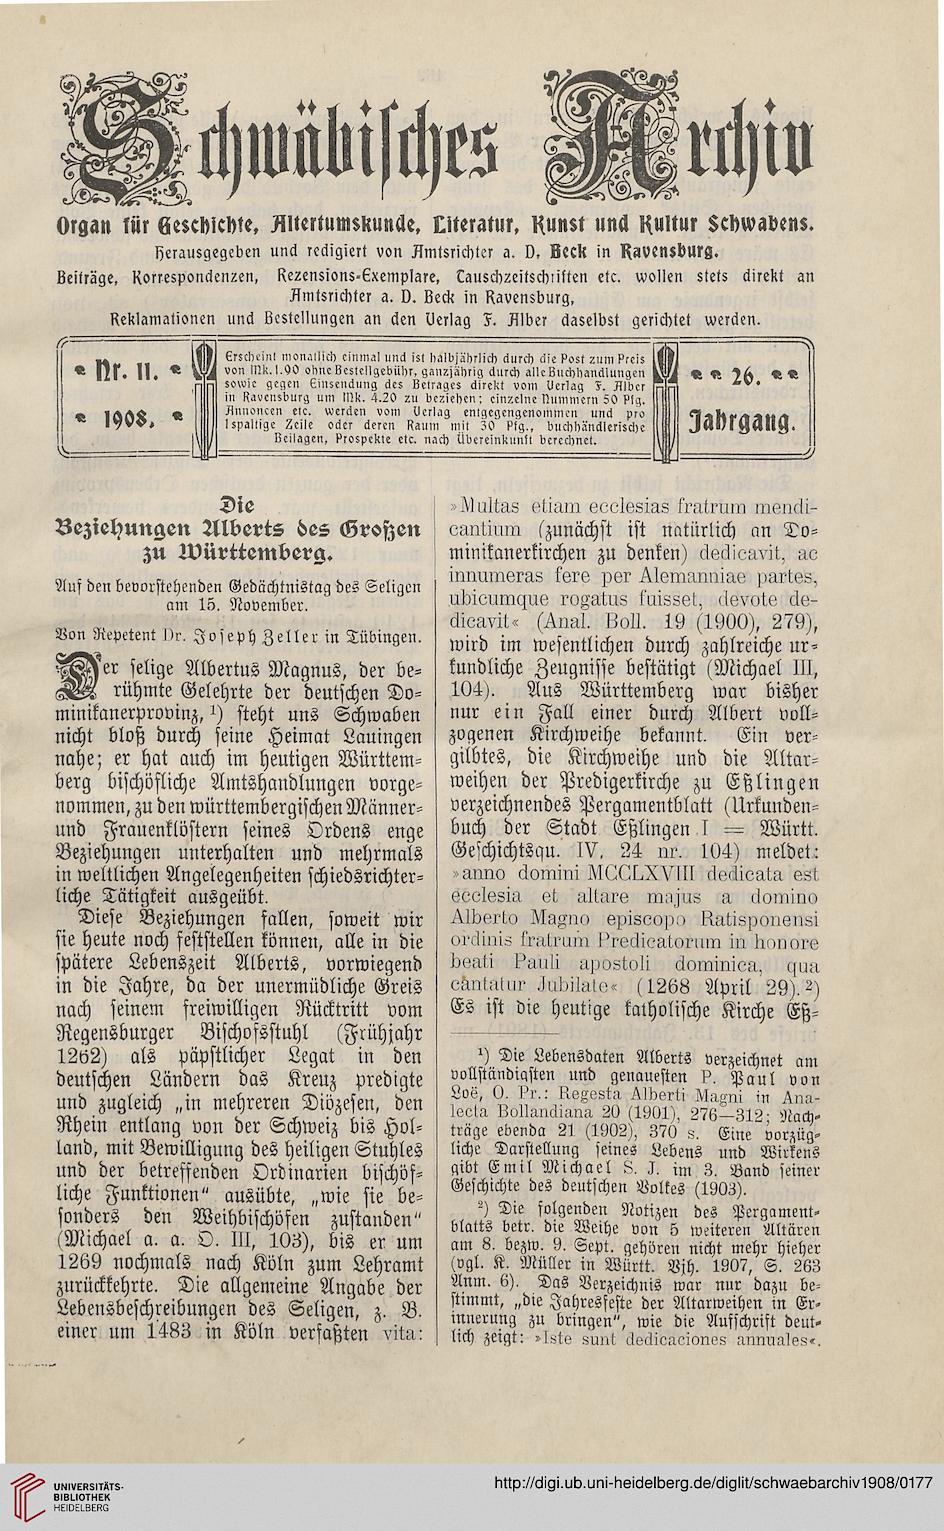 Schwäbisches Archiv
Organ für Geschichte, Altertumskunde, Literatur, Kunst und Kultur Schwabens.
Herausgegeben und redigiert von Amtsrichter a. D. Beck in Ravensburg.
Beiträge, Korrespondenzen, Rezensions-Exemplare, Tauschzeitschriften etc. wollen stets direkt an
Amtsrichter a. D. Beck in Ravensburg,
Reklamationen und Bestellungen an den Verlag F. Alber daselbst gerichtet werden.
Nr. 11.
1908.
Erscheint monatlich einmal und ist halbjährlich durch die Post zum Preis
von Mk. 1.90 ohne Bestellgebühr, ganzjährig durch alle Buchhandlungen
sowie gegen Einsendung des Betrages direkt vom Verlag F. Alber
in Ravensburg um Mk. 4.20 zu beziehen; einzelne Nummern 50 Pfg.
Annoncen etc. werden vom Verlag entgegengenommen und pro
1spaltige Zeile oder deren Raum mit 30 Pfg., buchhändlerische
Beilagen, Prospekte etc. nach Übereinkunft berechnet.
26.
Jahrgang.
Die
Beziehungen Alberts des Großen
zu Württemberg.
Auf den bevorstehenden Gedächtnistag des Seligen
am 15. November.
Von Repetent Dr. Joseph Zeller in Tübingen.
Der selige Albertus Magnus, der be-
rühmte Gelehrte der deutschen Do-
minikanerprovinz, ¹) steht uns Schwaben
nicht bloß durch seine Heimat Lauingen
nahe; er hat auch im heutigen Württem-
berg bischöfliche Amtshandlungen vorge-
nommen, zu den württembergischen Männer-
und Frauenklöstern seines Ordens enge
Beziehungen unterhalten und mehrmals
in weltlichen Angelegenheiten schiedsrichter-
liche Tätigkeit ausgeübt.
Diese Beziehungen fallen, soweit wir
sie heute noch feststellen können, alle in die
spätere Lebenszeit Alberts, vorwiegend
in die Jahre, da der unermüdliche Greis
nach seinem freiwilligen Rücktritt vom
Regensburger Bischofsstuhl (Frühjahr
1262) als päpstlicher Legat in den
deutschen Ländern das Kreuz predigte
und zugleich „in mehreren Diözesen, den
Rhein entlang von der Schweiz bis Hol-
land, mit Bewilligung des heiligen Stuhles
und der betreffenden Ordinarien bischöf-
liche Funktionen" ausübte, „wie sie be-
sonders den Weihbischöfen zustanden"
(Michael a. a. O. III, 103), bis er um
1269 nochmals nach Köln zum Lehramt
zurückkehrte. Die allgemeine Angabe der
Lebensbeschreibungen des Seligen, z. B.
einer um 1483 in Köln verfaßten vita:
»Multas etiam ecclesias fratrum mendi-
cantium (zunächst ist natürlich an Do-
minikanerkirchen zu denken) dedicavit, ac
innumeras fere per Alemanniae partes,
ubicumque rogatus fuisset, devote de-
dicavit« (Anal. Boll. 19 (1900), 279),
wird im wesentlichen durch zahlreiche ur-
kundliche Zeugnisse bestätigt (Michael III,
104). Aus Württemberg war bisher
nur ein Fall einer durch Albert voll-
zogenen Kirchweihe bekannt. Ein ver-
gilbtes, die Kirchweihe und die Altar-
weihen der Predigerkirche zu Eßlingen
verzeichnendes Pergamentblatt (Urkunden-
buch der Stadt Eßlingen I = Württ.
Geschichtsqu. IV, 24 nr. 104) meldet:
»anno domini MCCLXVIII dedicata est
ecclesia et altare majus a domino
Alberto Magno episcopo Ratisponensi
ordinis fratrum Predicatorum in honore
beati Pauli apostoli dominica, qua
cantatur Jubilate« (1268 April 29).²)
Es ist die heutige katholische Kirche Eß-
¹) Die Lebensdaten Alberts verzeichnet am
vollständigsten und genauesten P. Paul von
Loë, O. Pr.: Regesta Alberti Magni in Ana-
lecta Bollandiana 20 (1901), 276—312; Nach-
träge ebenda 21 (1902), 370 s. Eine vorzüg-
liche Darstellung seines Lebens und Wirkens
gibt Emil Michael S. J. im 3. Band seiner
Geschichte des deutschen Volkes (1903).
²) Die folgenden Notizen des Pergament-
blatts betr. die Weihe von 5 weiteren Altären
am 8. bezw. 9. Sept. gehören nicht mehr hieher
(vgl. K. Müller in Württ. Vjh. 1907, S. 263
Anm. 6). Das Verzeichnis war nur dazu be-
stimmt, „die Jahresfeste der Altarweihen in Er-
innerung zu bringen", wie die Aufschrift deut-
lich zeigt: »Iste sunt dedicaciones annuales«.
UNIVERSITÄTS-
BIBLIOTHEK
HEIDELBERG
http://digi.ub.uni-heidelberg.de/diglit/schwaebarchiv1908/0177